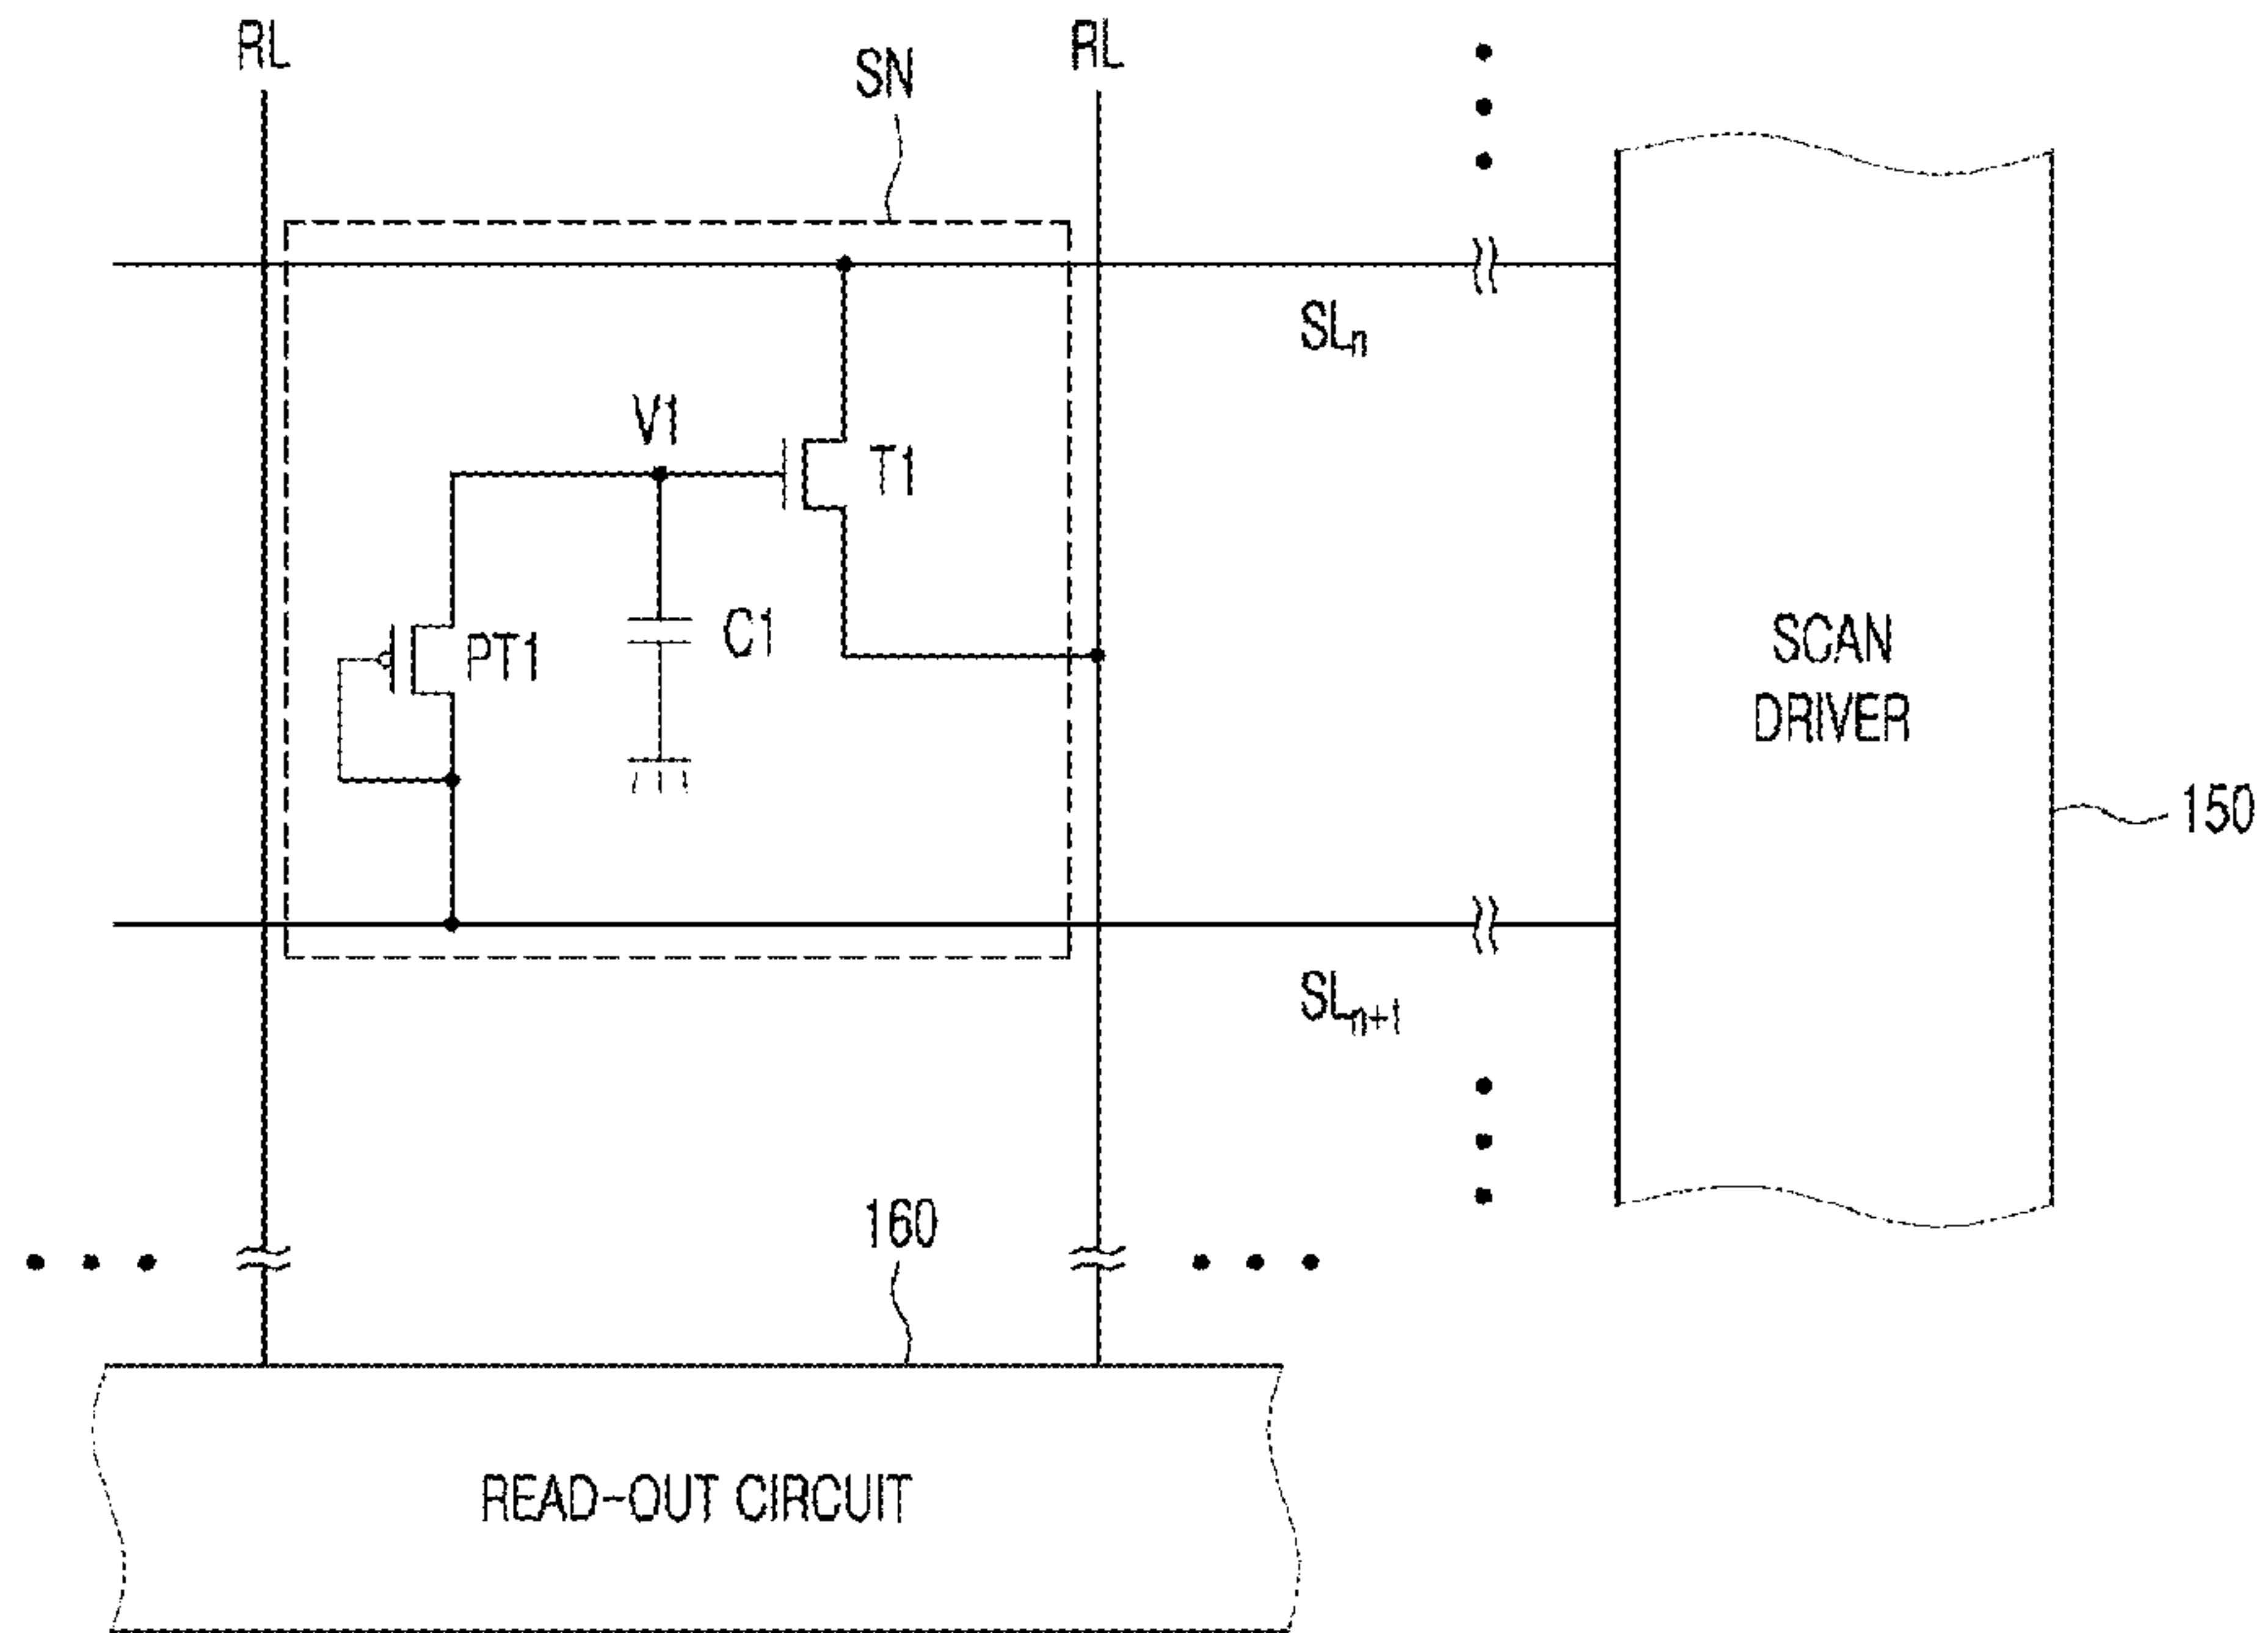 RL
SN
RL
SLn
V1
T1
PT1
C1
SCAN
DRIVER
150
SLn+1
160
READ-OUT CIRCUIT